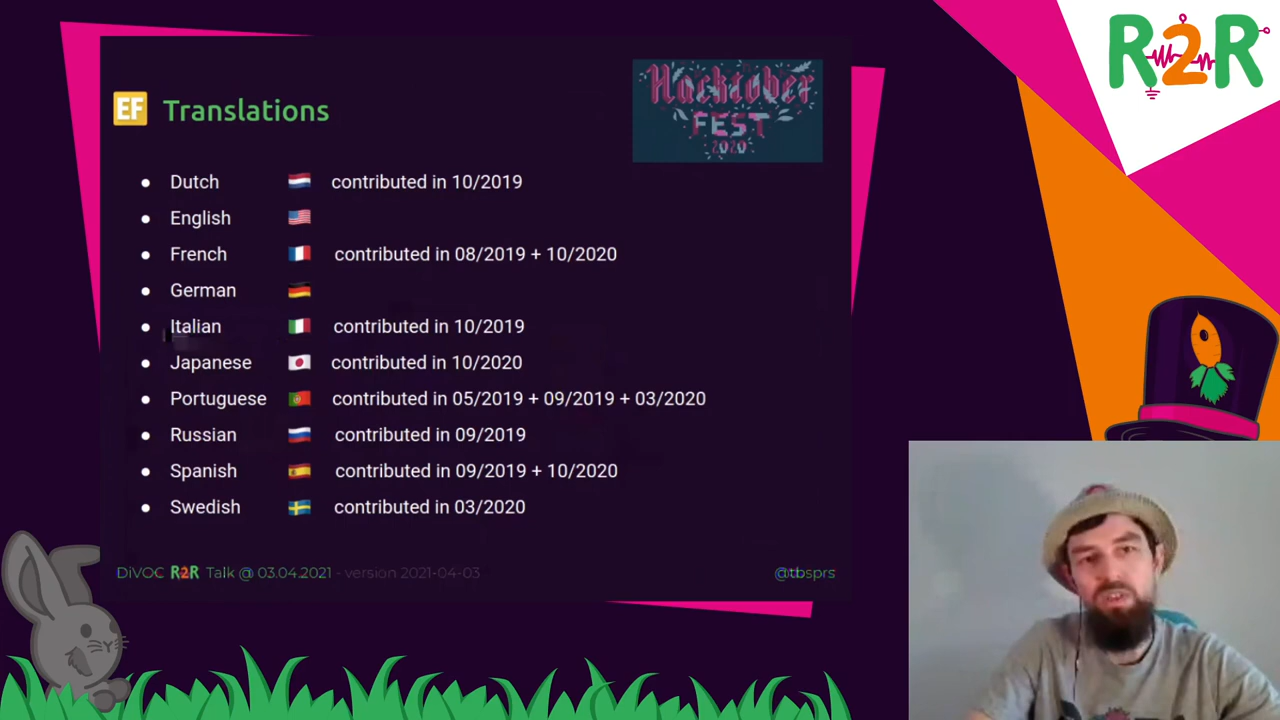 R2R
Hacktober
FEST
2020
EF Translations
● Dutch 🇳🇱 contributed in 10/2019
● English 🇺🇸
● French 🇫🇷 contributed in 08/2019 + 10/2020
● German 🇩🇪
● Italian 🇮🇹 contributed in 10/2019
● Japanese 🇯🇵 contributed in 10/2020
● Portuguese 🇵🇹 contributed in 05/2019 + 09/2019 + 03/2020
● Russian 🇷🇺 contributed in 09/2019
● Spanish 🇪🇸 contributed in 09/2019 + 10/2020
● Swedish 🇸🇪 contributed in 03/2020
DiVOC R2R Talk @ 03.04.2021 - version 2021-04-03
@tbsprs